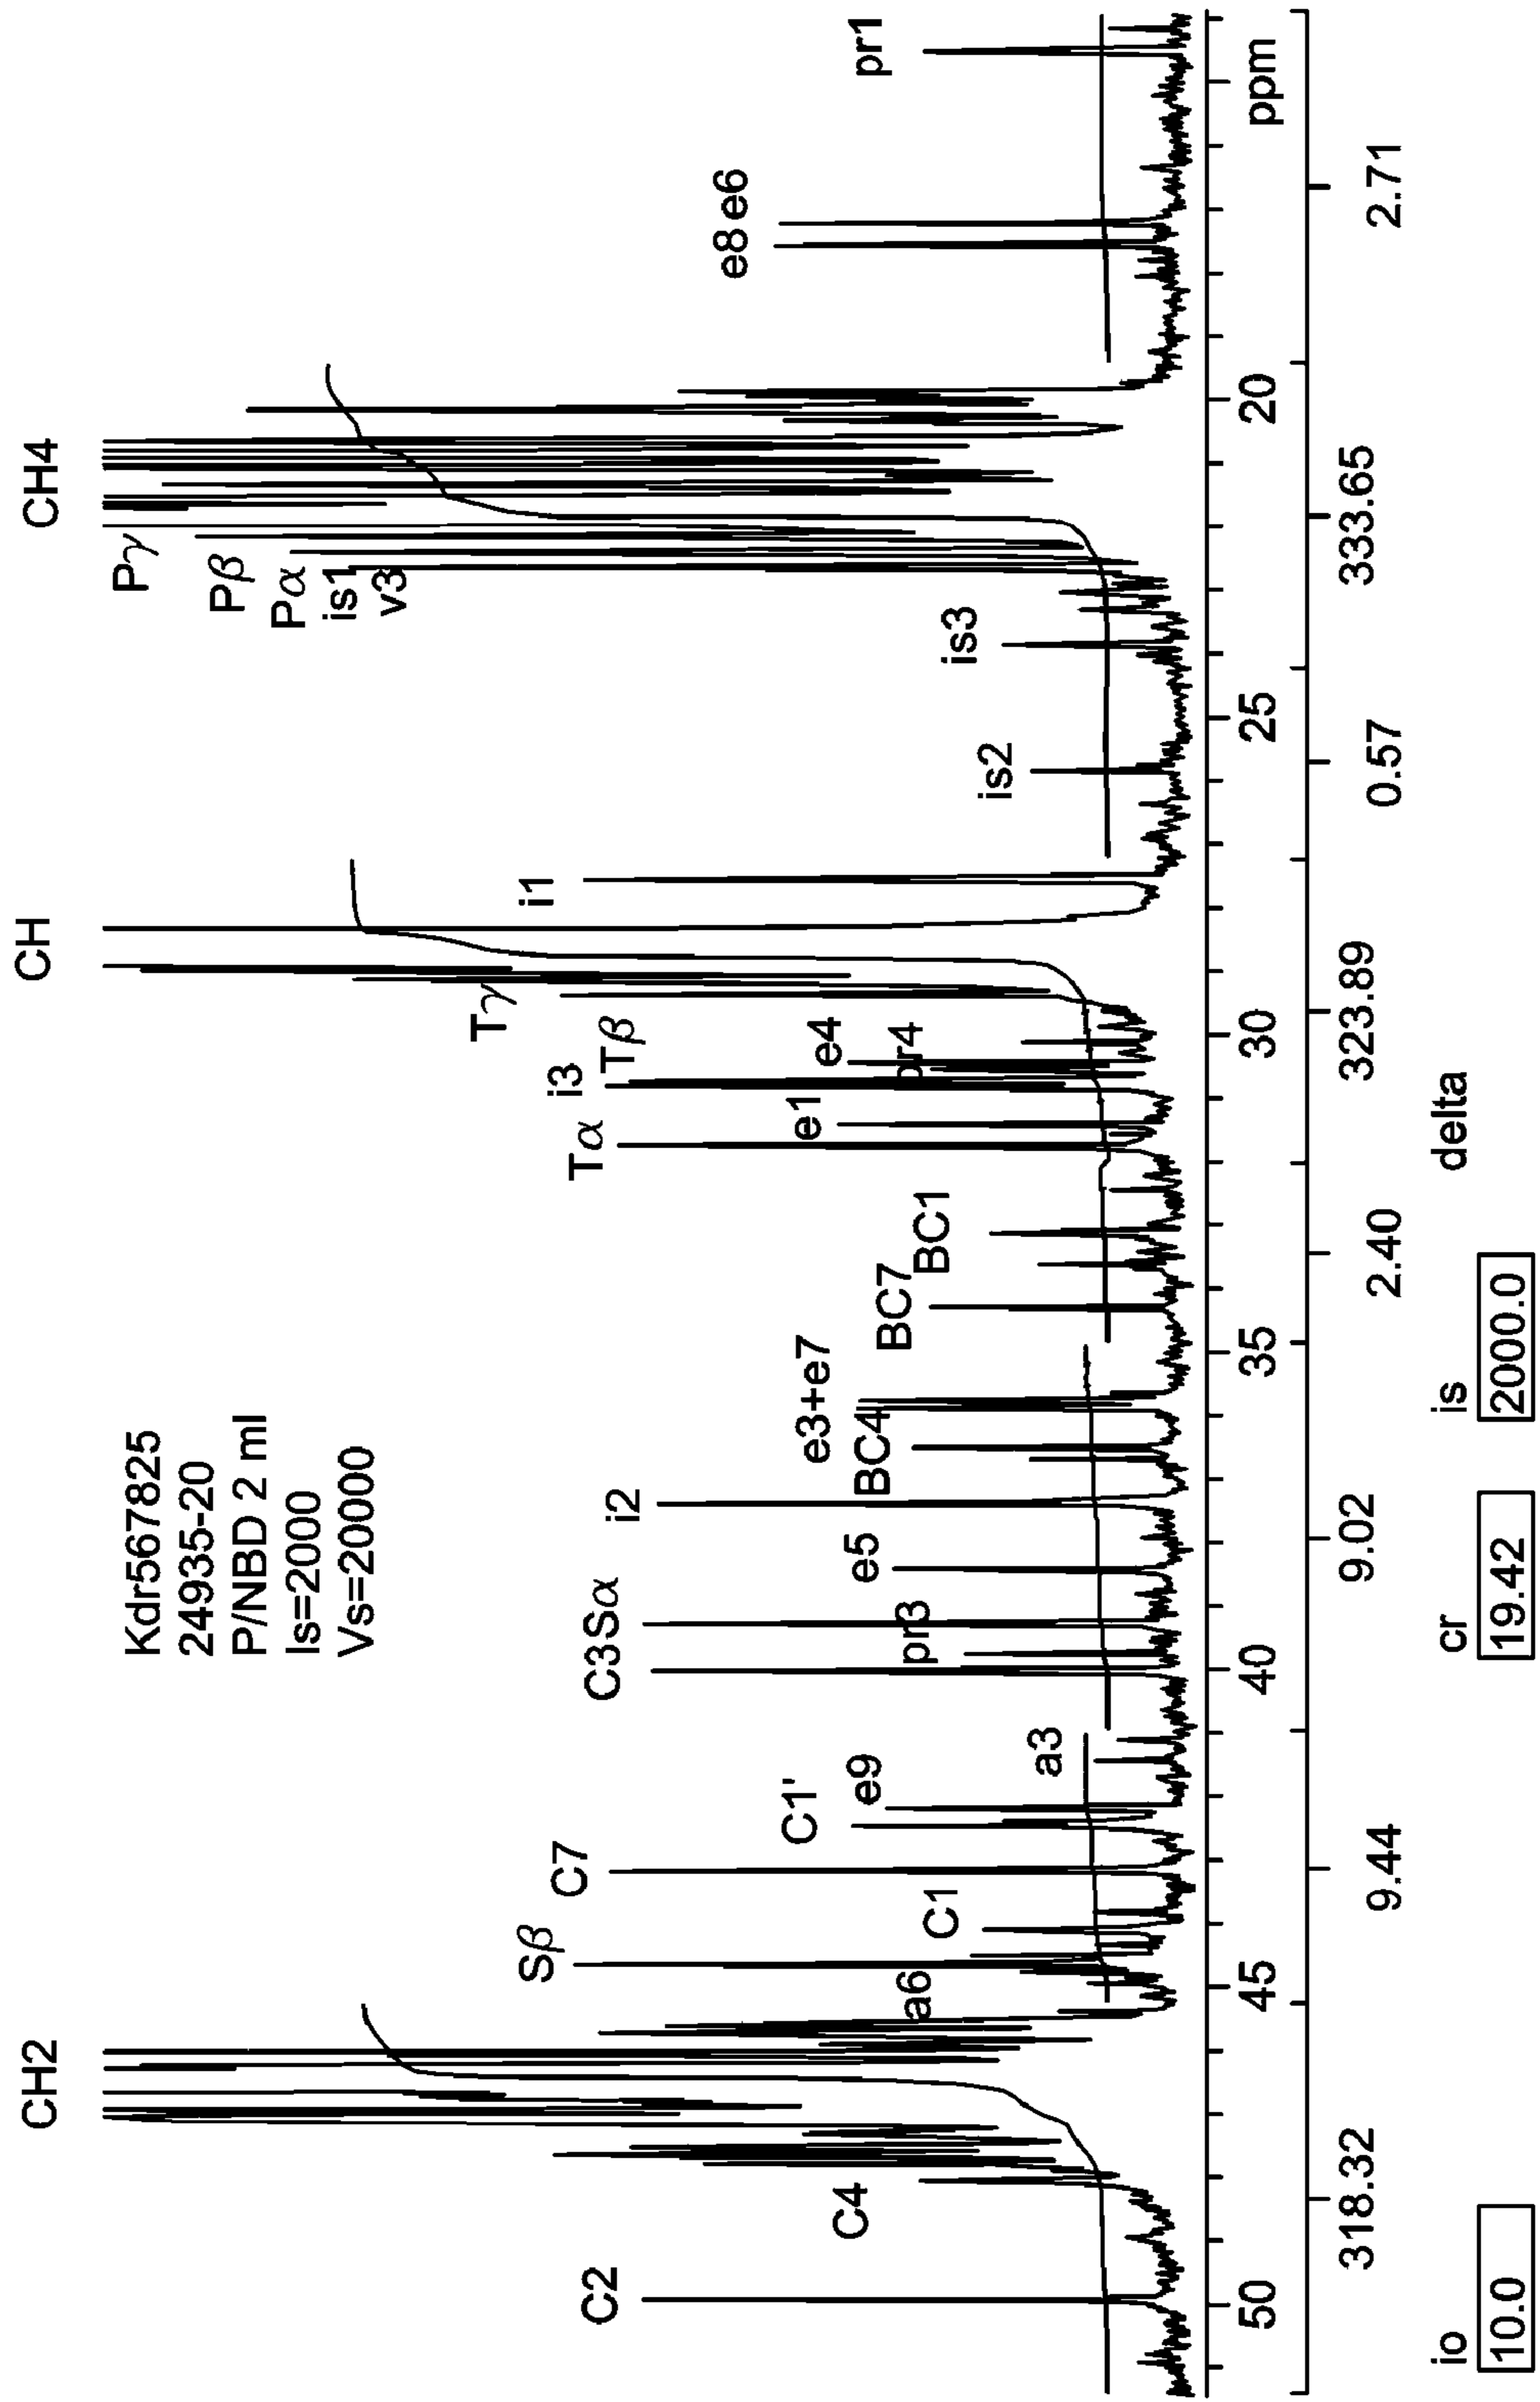 CH2
CH
CH4
Kdr567825
24935-20
P/NBD 2 ml
Is=2000
Vs=20000
C2
C4
Sβ
a6
C7
C1
C1'
e9
a3
C3Sα
pr3
e5
i2
BC4
e3+e7
BC7
BC1
Tα
e1
i3
Tβ
e4
pr4
Tγ
i1
is2
is3
Pγ
Pβ
Pα
is1
v3
e8 e6
pr1
50 45 40 35 30 25 20 ppm
318.32 9.44 9.02 2.40 323.89 0.57 333.65 2.71
io cr is delta
10.0 19.42 2000.0